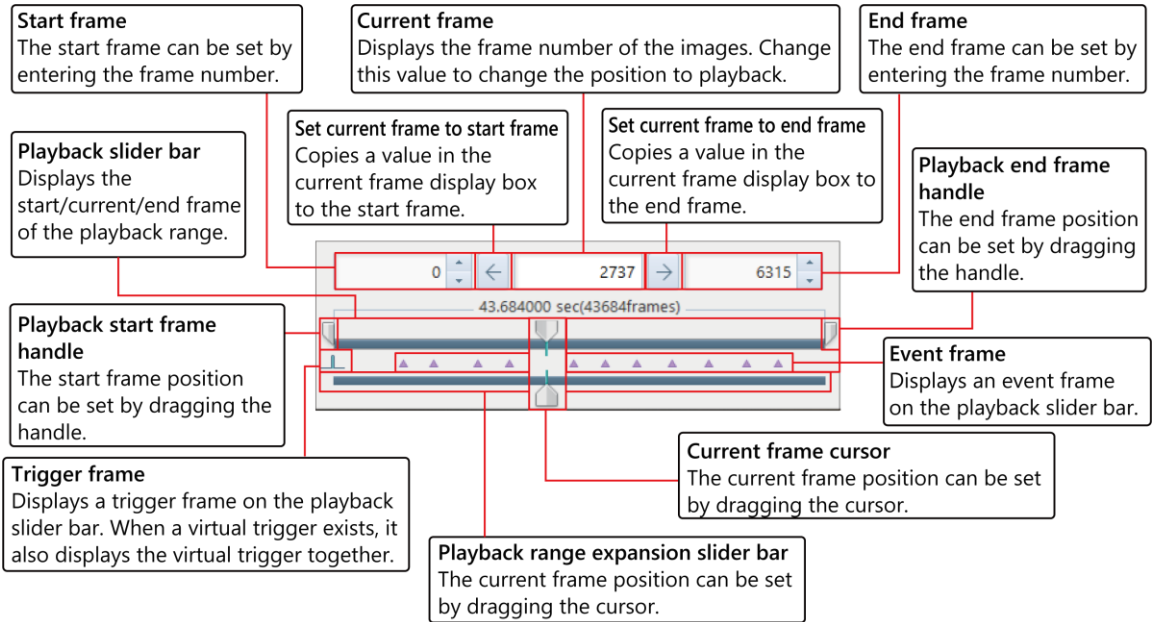 Start frame
The start frame can be set by
entering the frame number.
Current frame
Displays the frame number of the images. Change
this value to change the position to playback.
End frame
The end frame can be set by
entering the frame number.
Set current frame to start frame
Copies a value in the
current frame display box
to the start frame.
Set current frame to end frame
Copies a value in the
current frame display box to
the end frame.
Playback slider bar
Displays the
start/current/end frame
of the playback range.
Playback end frame
handle
The end frame position
can be set by dragging
the handle.
0
2737
6315
43.684000 sec(43684frames)
Playback start frame
handle
The start frame position
can be set by dragging the
handle.
Event frame
Displays an event frame
on the playback slider bar.
Trigger frame
Displays a trigger frame on the playback
slider bar. When a virtual trigger exists, it
also displays the virtual trigger together.
Current frame cursor
The current frame position can be set
by dragging the cursor.
Playback range expansion slider bar
The current frame position can be set
by dragging the cursor.